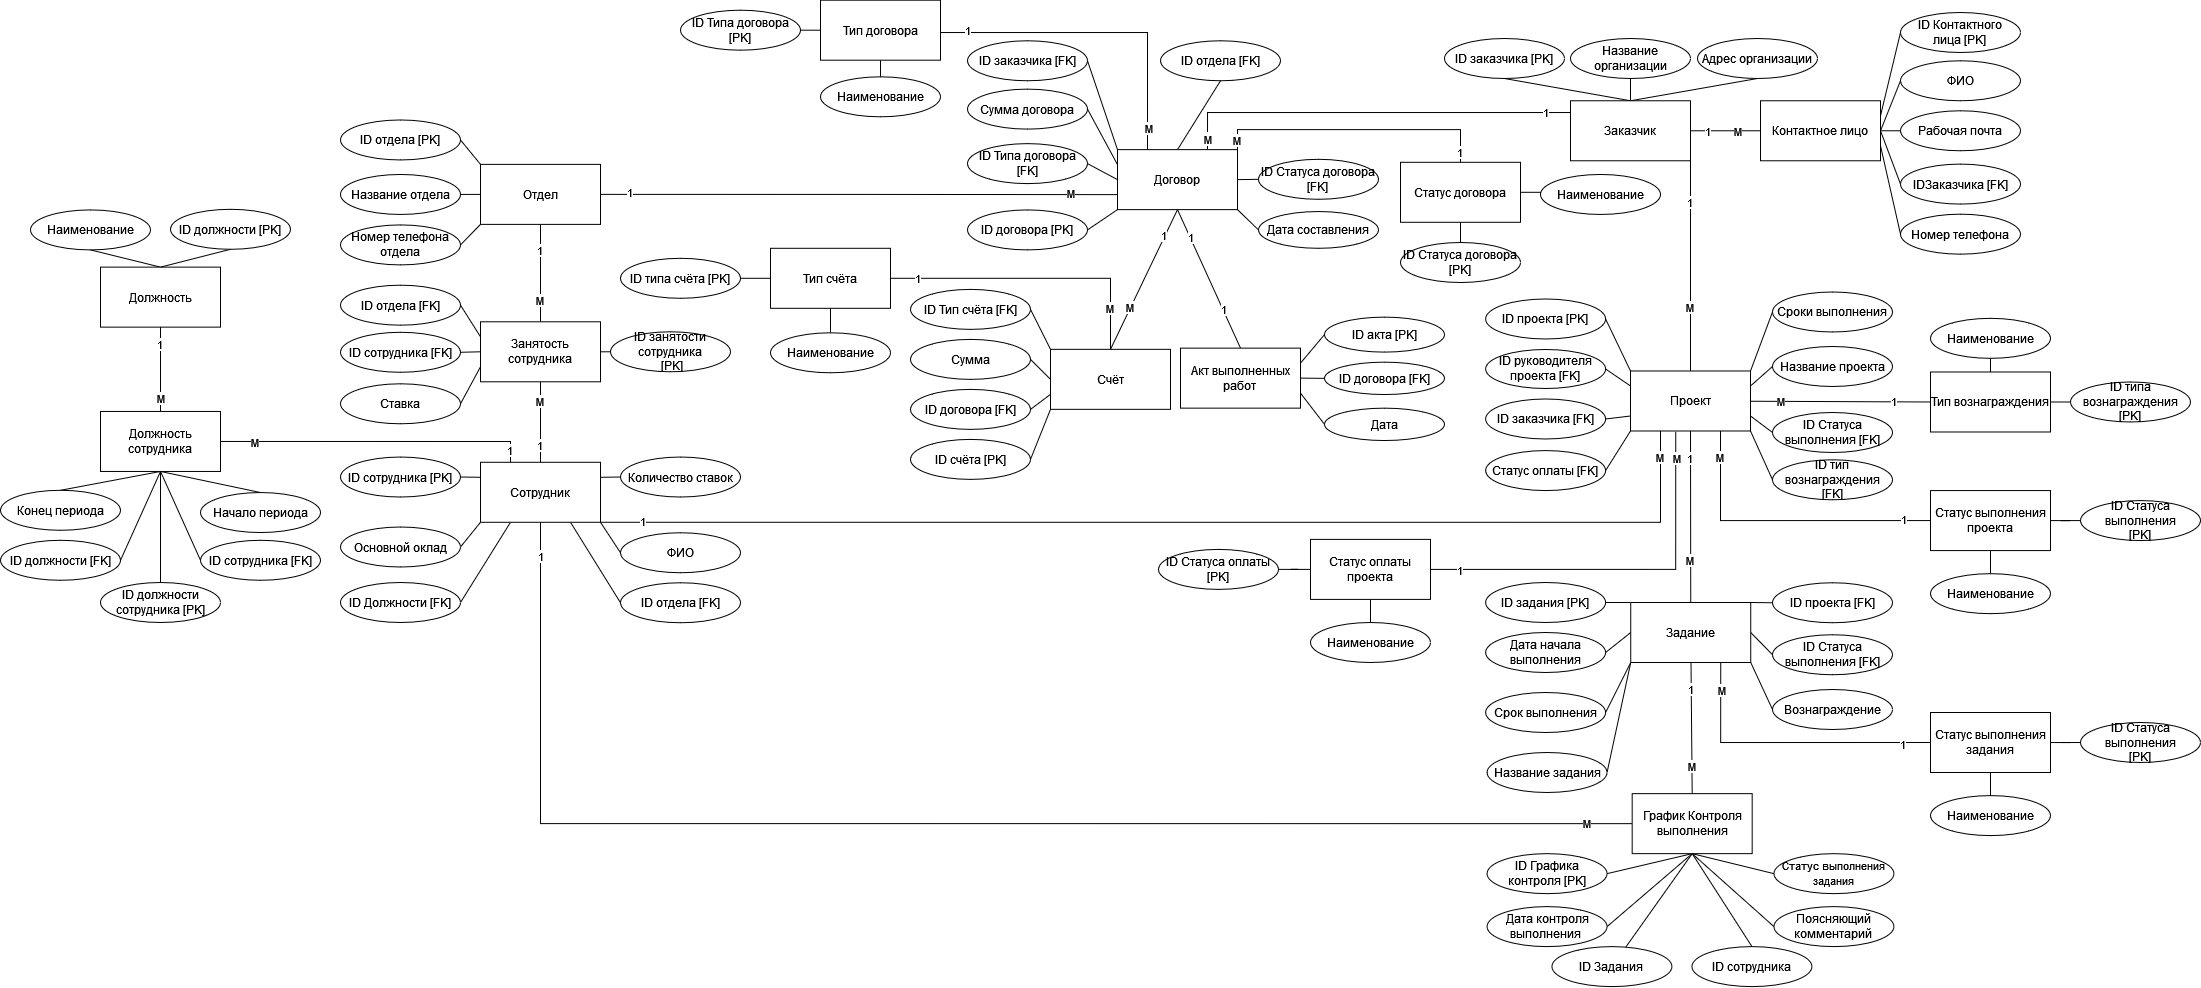 ID Типа договора
[PK]
Тип договора
1
Наименование
ID заказчика [FK]
ID отдела [FK]
Сумма договора
ID Типа договора
[FK]
ID договора [PK]
M
M
M
Договор
ID Статуса договора
[FK]
Дата составления
ID заказчика [PK]
Название
организации
Адрес организации
1
Заказчик
1
M
Контактное лицо
ID Контактного
лица [PK]
ФИО
Рабочая почта
IDЗаказчика [FK]
Номер телефона
1
Статус договора
Наименование
ID Статуса договора
[PK]
1
ID отдела [PK]
Название отдела
Номер телефона
отдела
Отдел
1
M
1
Наименование
ID должности [PK]
Должность
1
M
Должность
сотрудника
M
Конец периода
Начало периода
ID должности [FK]
ID сотрудника [FK]
ID должности
сотрудника [PK]
M
ID отдела [FK]
ID сотрудника [FK]
Ставка
Занятость
сотрудника
ID занятости
сотрудника
[PK]
M
1
1
ID сотрудника [PK]
Сотрудник
Количество ставок
Основной оклад
ФИО
ID Должности [FK]
ID отдела [FK]
1
1
ID типа счёта [PK]
Тип счёта
1
Наименование
1
1
M
M
1
ID Тип счёта [FK]
Сумма
ID договора [FK]
ID счёта [PK]
Счёт
Акт выполненных
работ
ID акта [PK]
ID договора [FK]
Дата
M
ID проекта [PK]
ID руководителя
проекта [FK]
ID заказчика [FK]
Статус оплаты [FK]
Проект
Сроки выполнения
Название проекта
ID Статуса
выполнения [FK]
ID тип
вознаграждения
[FK]
M
1
Наименование
Тип вознаграждения
ID типа
вознаграждения
[PK]
M
M
1
M
1
Статус выполнения
проекта
ID Статуса
выполнения
[PK]
Наименование
ID Статуса оплаты
[PK]
Статус оплаты
проекта
1
Наименование
M
ID задания [PK]
Дата начала
выполнения
Срок выполнения
Название задания
Задание
ID проекта [FK]
ID Статуса
выполнения [FK]
Вознаграждение
1
M
1
Статус выполнения
задания
ID Статуса
выполнения
[PK]
Наименование
M
M
График Контроля
выполнения
ID Графика
контроля [PK]
Статус выполнения
задания
Дата контроля
выполнения
Поясняющий
комментарий
ID Задания
ID сотрудника